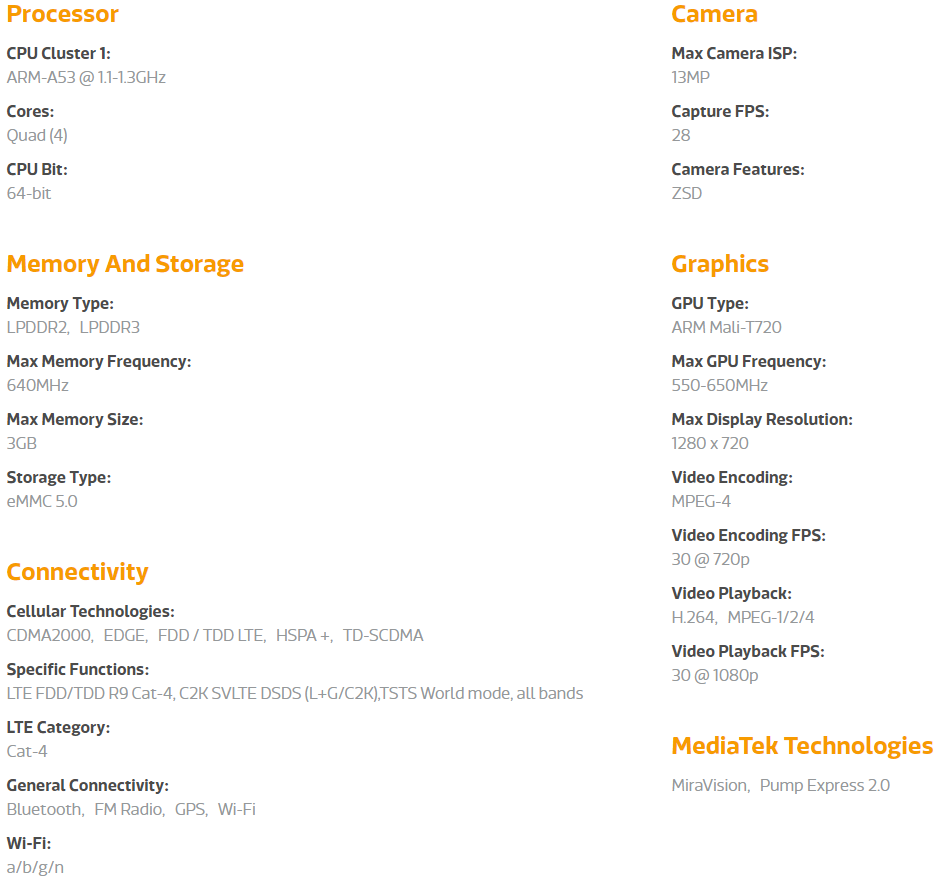 Processor
CPU Cluster 1:
ARM-A53 @ 1.1-1.3GHz
Cores:
Quad (4)
CPU Bit:
64-bit
Memory And Storage
Memory Type:
LPDDR2, LPDDR3
Max Memory Frequency:
640MHz
Max Memory Size:
3GB
Storage Type:
eMMC 5.0
Connectivity
Cellular Technologies:
CDMA2000, EDGE, FDD / TDD LTE, HSPA +, TD-SCDMA
Specific Functions:
LTE FDD/TDD R9 Cat-4, C2K SVLTE DSDS (L+G/C2K),TSTS World mode, all bands
LTE Category:
Cat-4
General Connectivity:
Bluetooth, FM Radio, GPS, Wi-Fi
Wi-Fi:
a/b/g/n
Camera
Max Camera ISP:
13MP
Capture FPS:
28
Camera Features:
ZSD
Graphics
GPU Type:
ARM Mali-T720
Max GPU Frequency:
550-650MHz
Max Display Resolution:
1280 x 720
Video Encoding:
MPEG-4
Video Encoding FPS:
30 @ 720p
Video Playback:
H.264, MPEG-1/2/4
Video Playback FPS:
30 @ 1080p
MediaTek Technologies
MiraVision, Pump Express 2.0